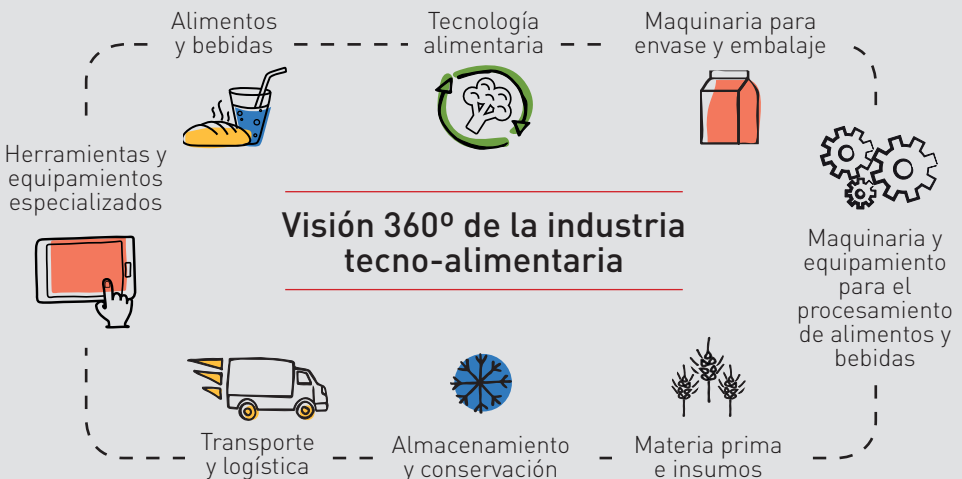 Alimentos
y bebidas
Tecnología
alimentaria
Maquinaria para
envase y embalaje
Herramientas y
equipamientos
especializados
Visión 360º de la industria
tecno-alimentaria
Maquinaria y
equipamiento
para el
procesamiento
de alimentos y
bebidas
Transporte
y logística
Almacenamiento
y conservación
Materia prima
e insumos